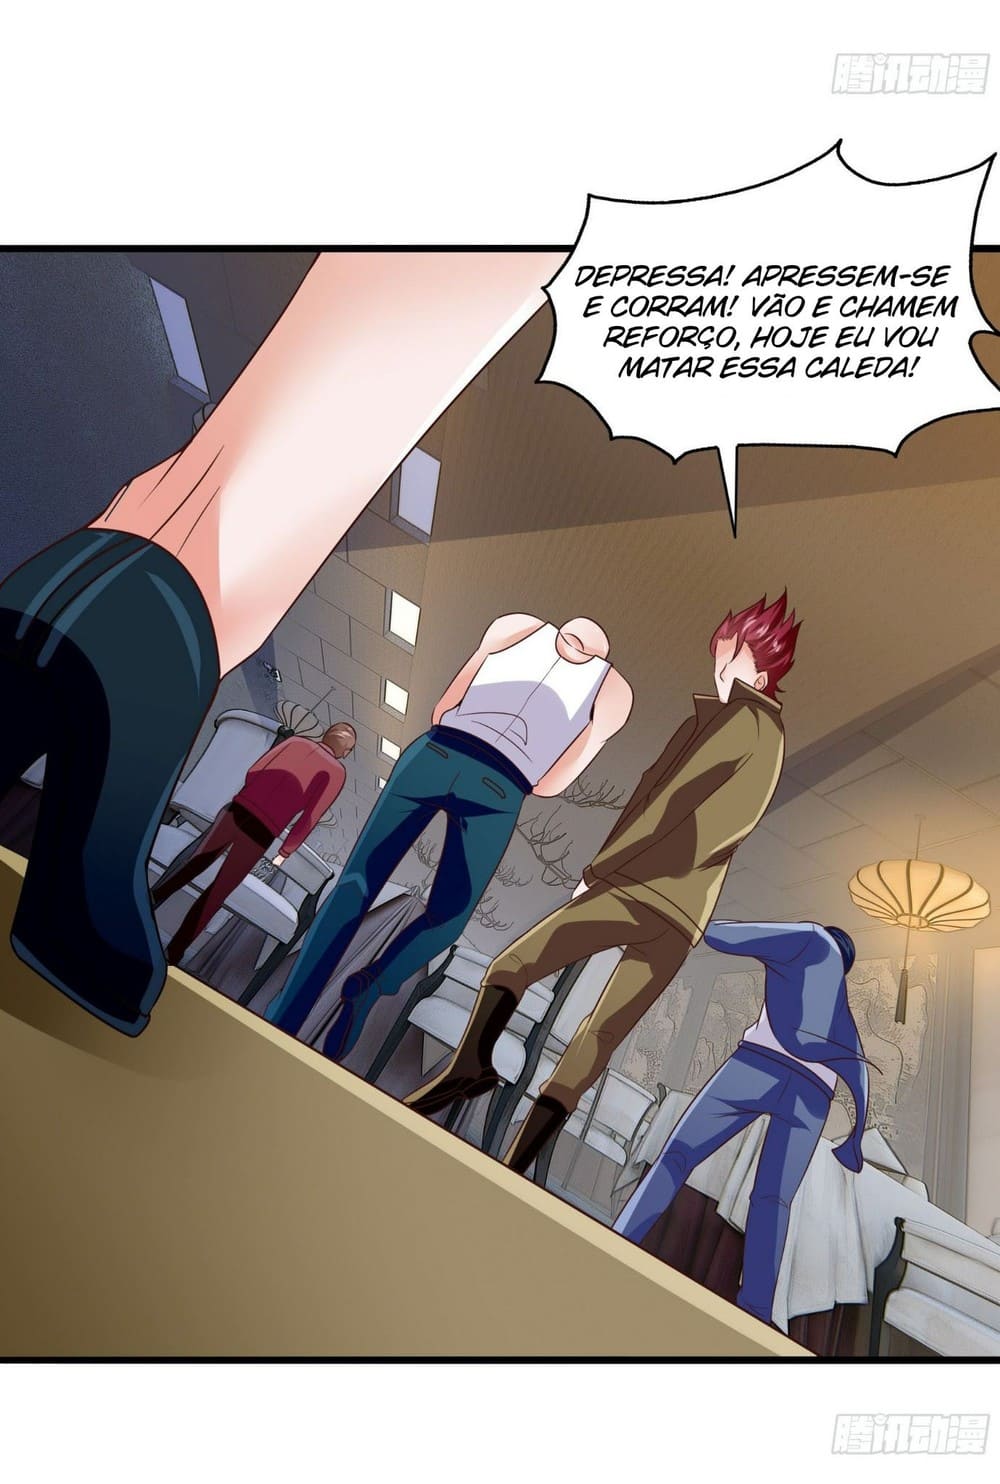 腾讯动漫
DEPRESSA! APRESSEM-SE
E CORRAM! VÃO E CHAMEM
REFORÇO, HOJE EU VOU
MATAR ESSA CALEDA!
腾讯动漫